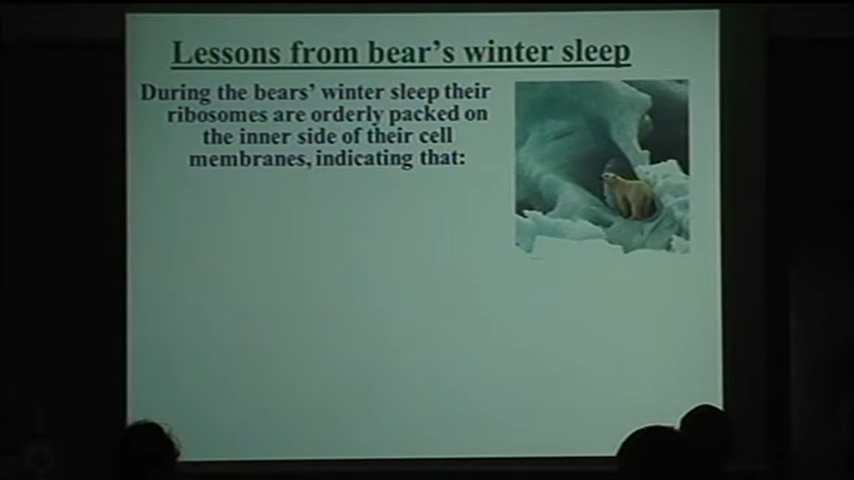 Lessons from bear's winter sleep
During the bears' winter sleep their
ribosomes are orderly packed on
the inner side of their cell
membranes, indicating that: